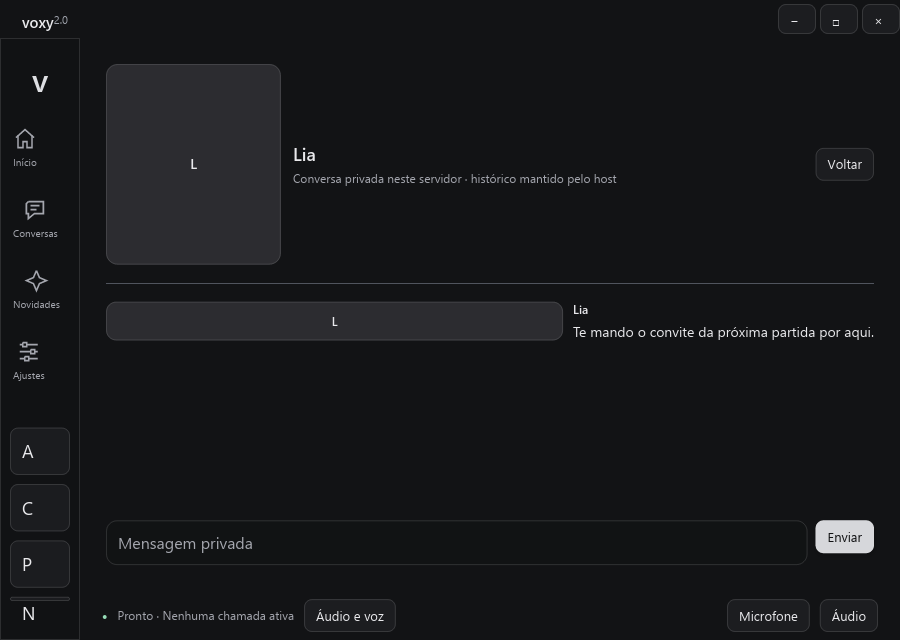 voxy2.0
V
Início
Conversas
Novidades
Ajustes
A
C
P
N
L
Lia
Conversa privada neste servidor · histórico mantido pelo host
Voltar
L
Lia
Te mando o convite da próxima partida por aqui.
Mensagem privada
Enviar
Pronto · Nenhuma chamada ativa
Áudio e voz
Microfone
Áudio